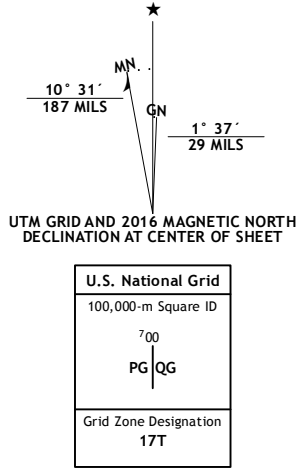 ★
MN
GN
10° 31´
187 MILS
1° 37´
29 MILS
UTM GRID AND 2016 MAGNETIC NORTH
DECLINATION AT CENTER OF SHEET
U.S. National Grid
100,000-m Square ID
⁷00
PG QG
Grid Zone Designation
17T